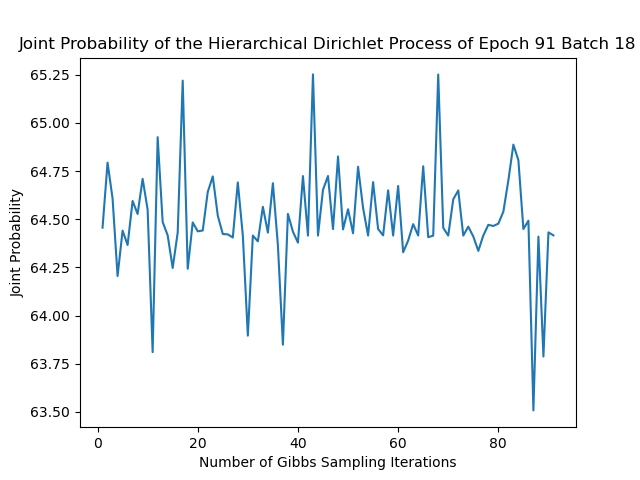 Joint Probability of the Hierarchical Dirichlet Process of Epoch 91 Batch 18
65.25
65.00
64.75
64.50
64.25
64.00
63.75
63.50
Joint Probability
0 20 40 60 80
Number of Gibbs Sampling Iterations